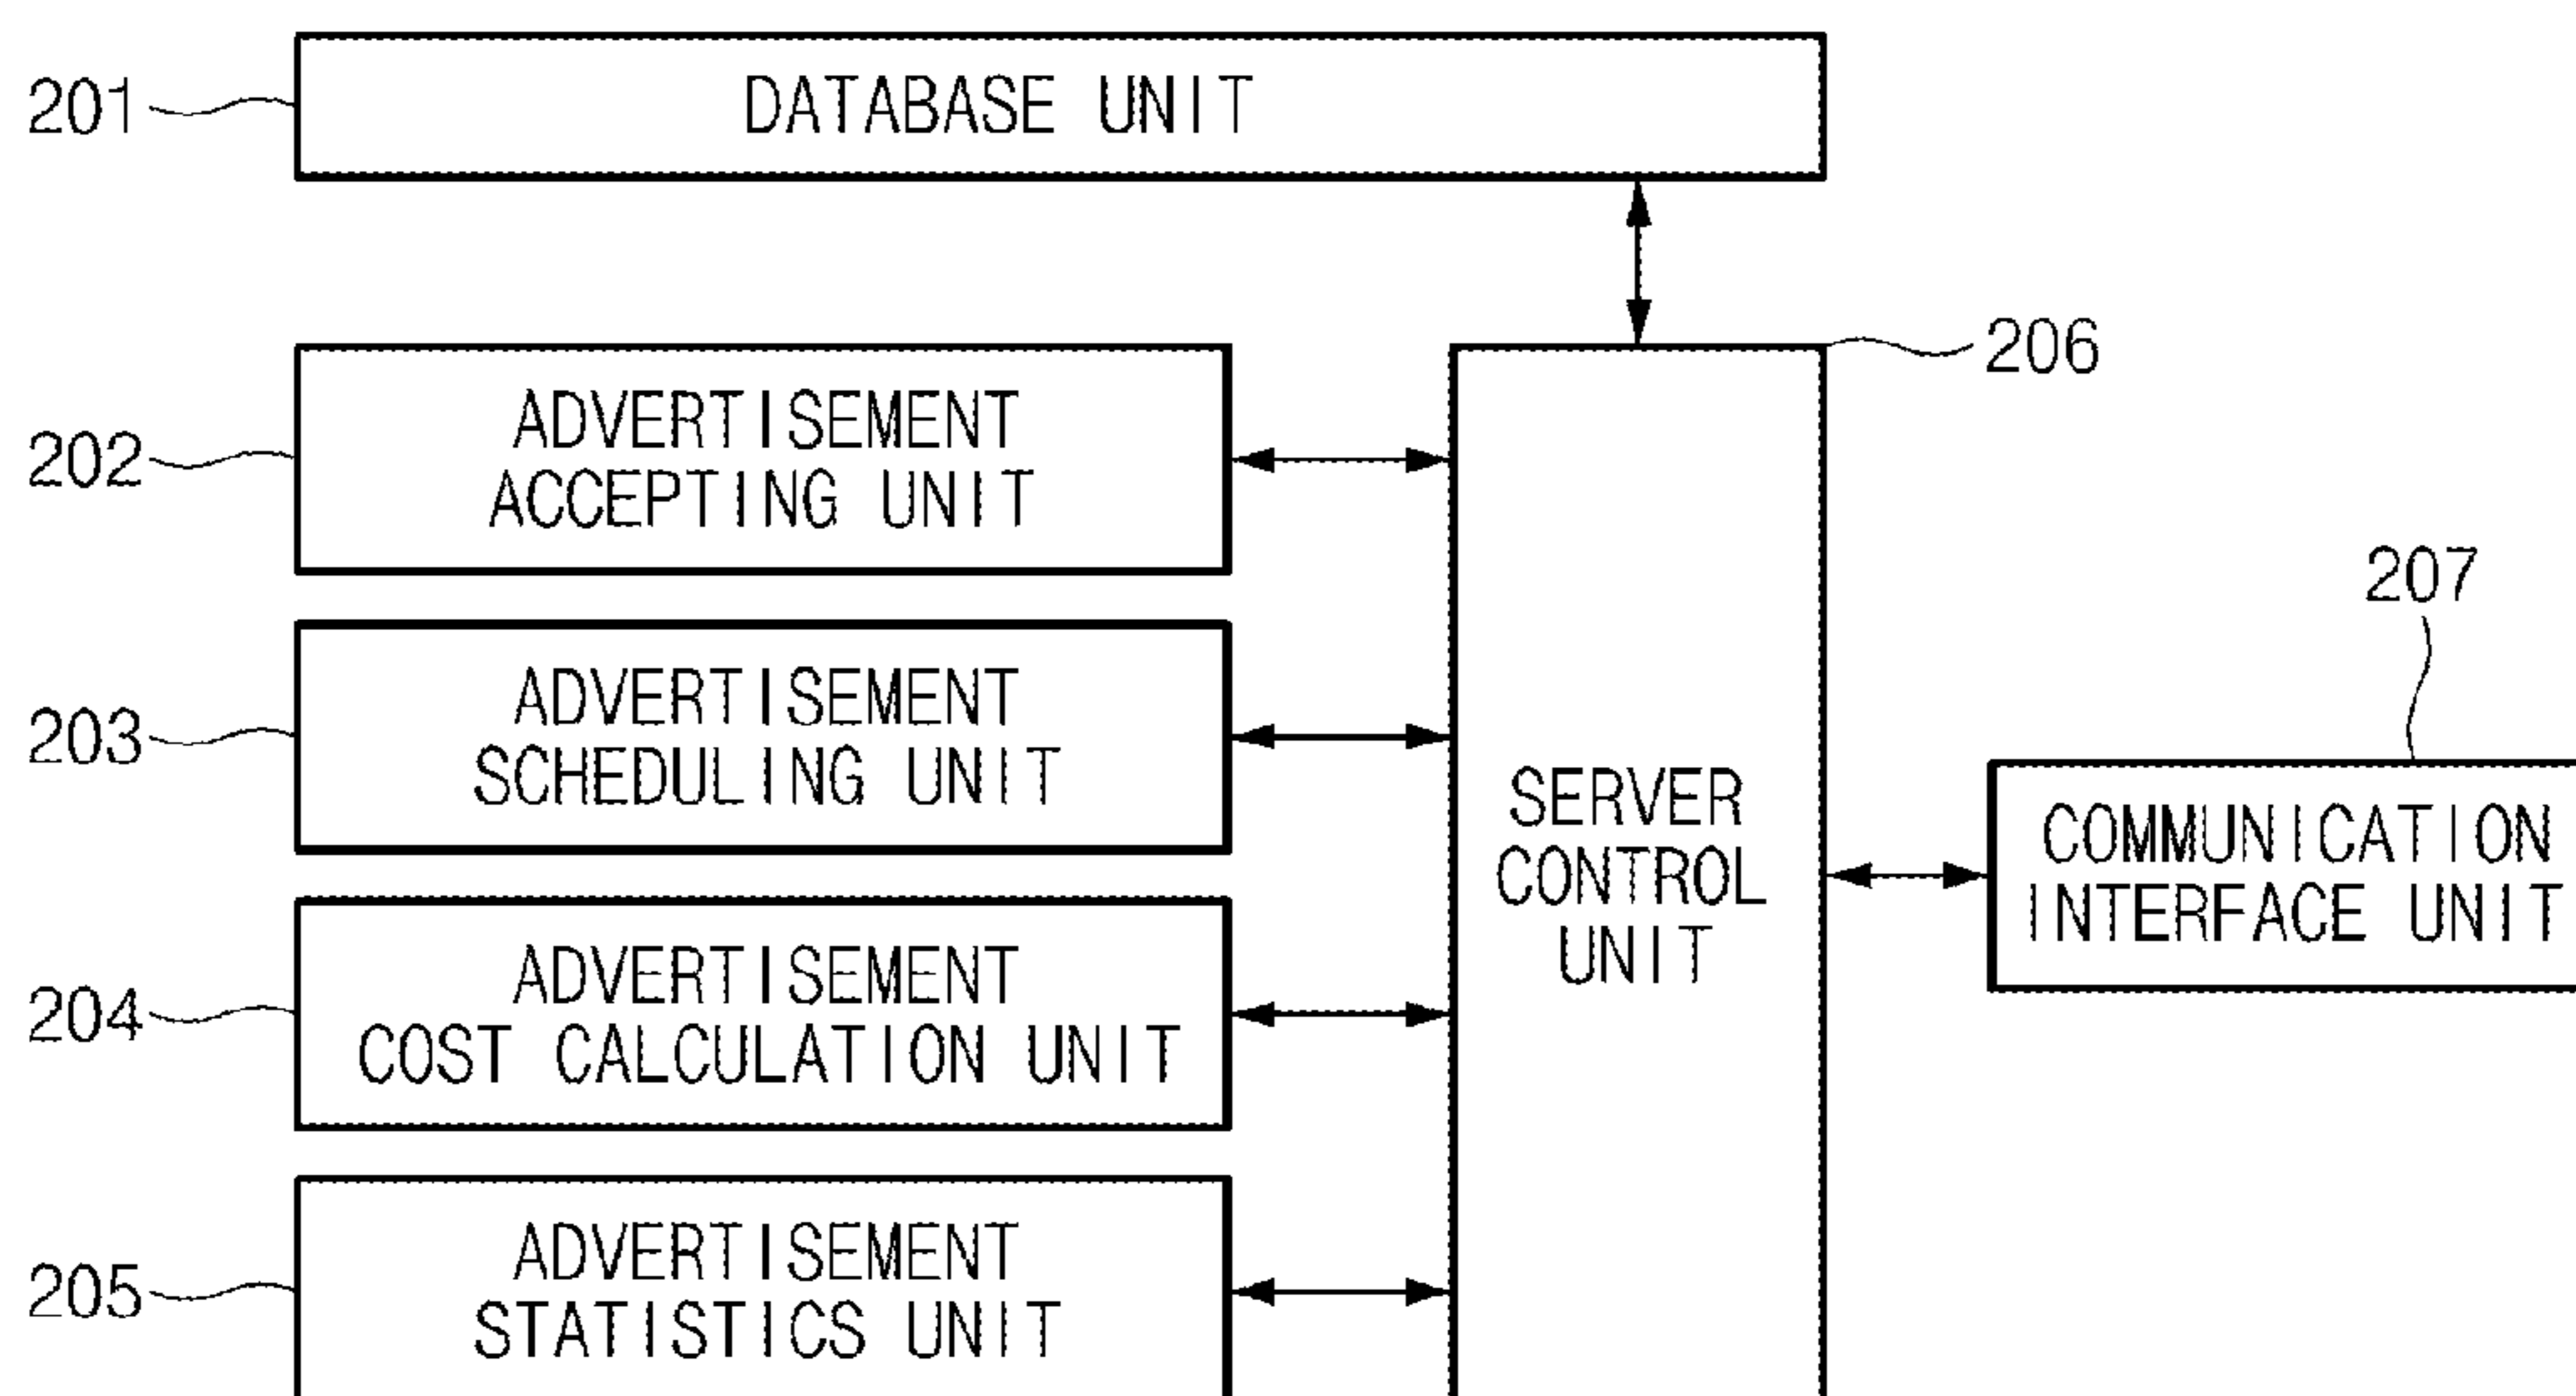 201
DATABASE UNIT
202
ADVERTISEMENT
ACCEPTING UNIT
206
203
ADVERTISEMENT
SCHEDULING UNIT
204
ADVERTISEMENT
COST CALCULATION UNIT
205
ADVERTISEMENT
STATISTICS UNIT
SERVER
CONTROL
UNIT
207
COMMUNICATION
INTERFACE UNIT